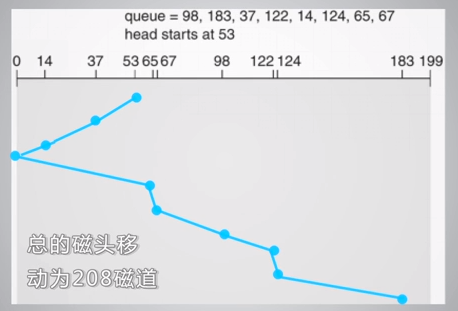 queue = 98, 183, 37, 122, 14, 124, 65, 67
head starts at 53
0 14 37 53 65 67 98 122 124 183 199
总的磁头移
动为208磁道